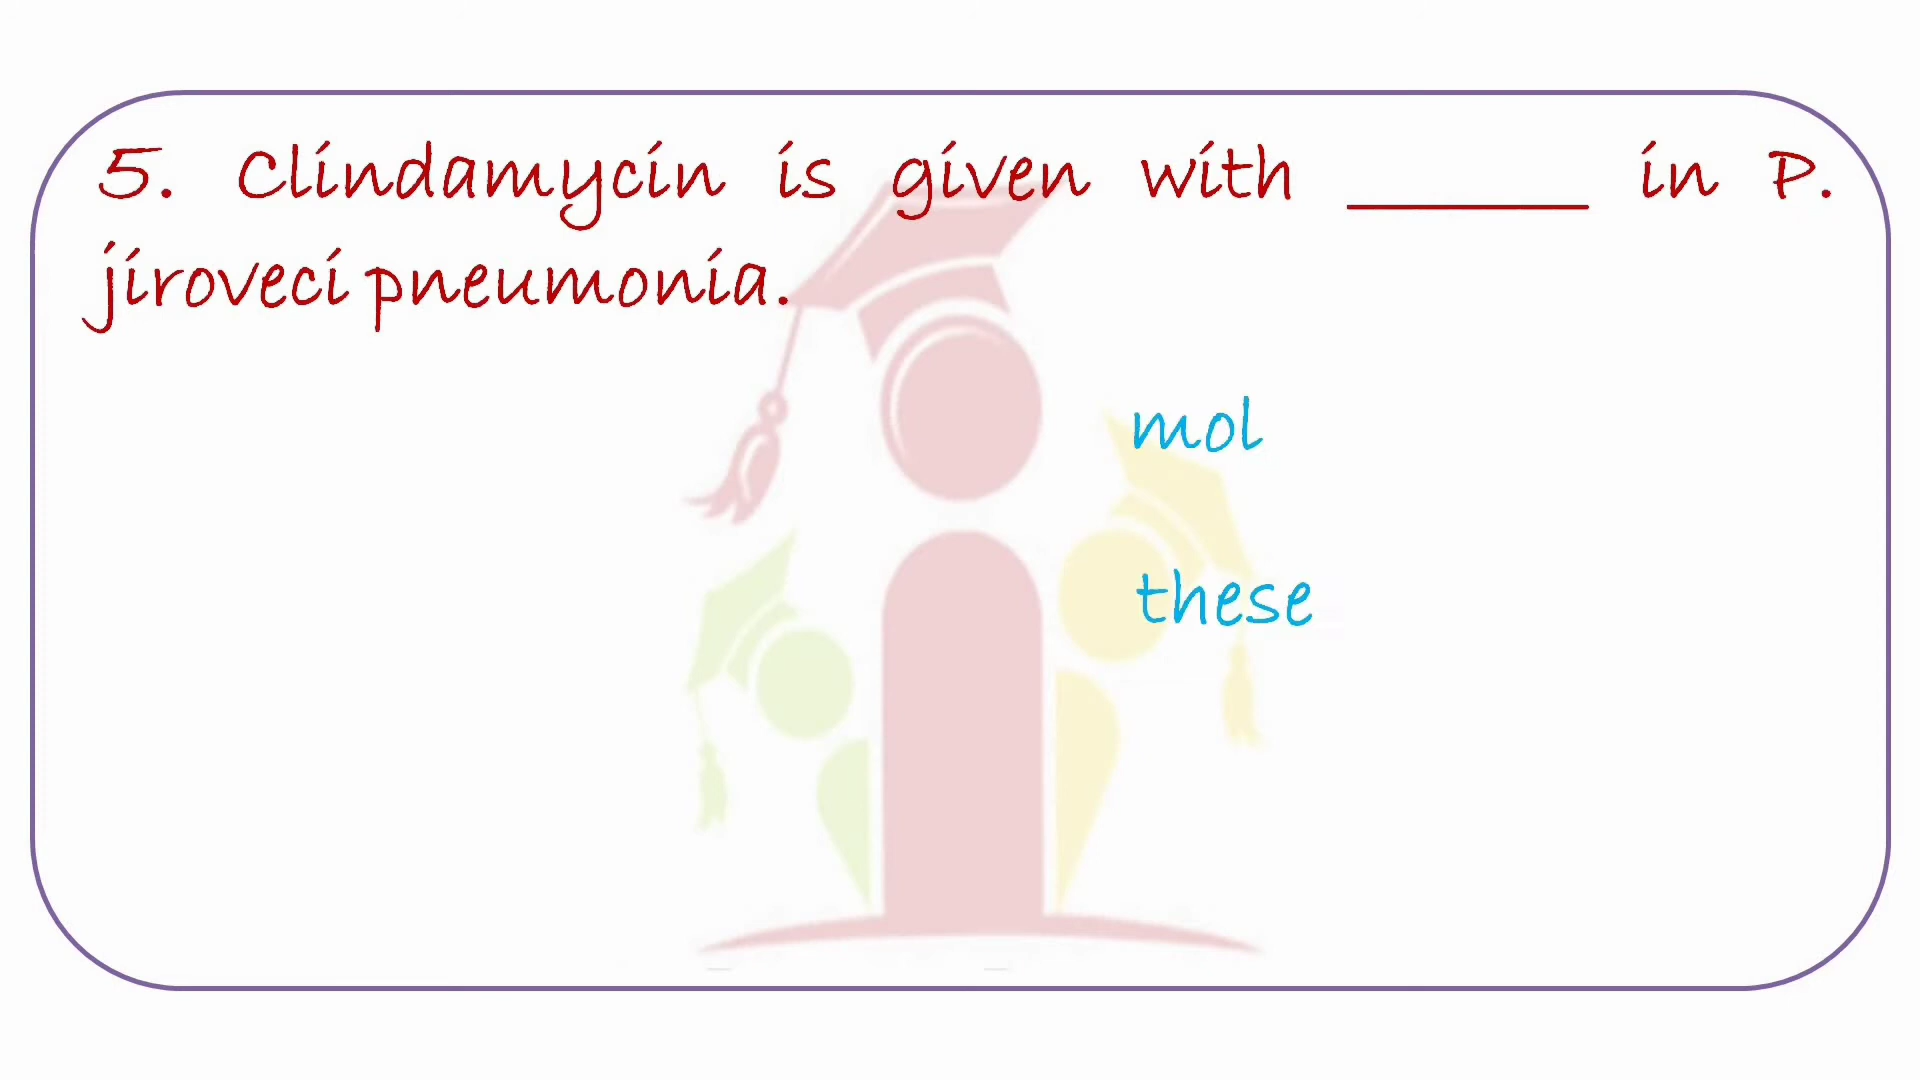 5. Clindamycin is given with ______ in P.
jiroveci pneumonia.
mol
these